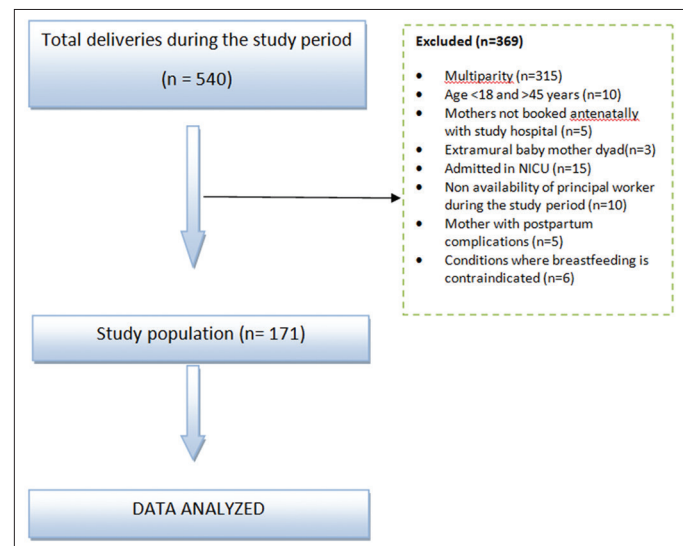 Total deliveries during the study period
(n = 540)
Excluded (n=369)
• Multiparity (n=315)
• Age <18 and >45 years (n=10)
• Mothers not booked antenatally
with study hospital (n=5)
• Extramural baby mother dyad(n=3)
• Admitted in NICU (n=15)
• Non availability of principal worker
during the study period (n=10)
• Mother with postpartum
complications (n=5)
• Conditions where breastfeeding is
contraindicated (n=6)
Study population (n= 171)
DATA ANALYZED